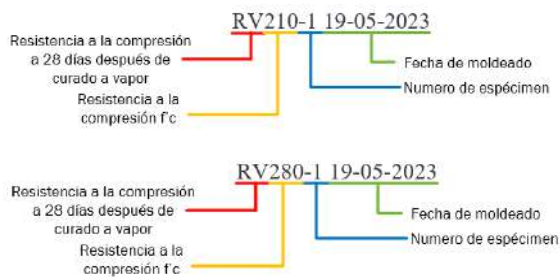 RV210-1 19-05-2023
Resistencia a la compresión
a 28 días después de
curado a vapor
Fecha de moldeado
Numero de espécimen
Resistencia a la
compresión f'c
RV280-1 19-05-2023
Resistencia a la compresión
a 28 días después de
curado a vapor
Fecha de moldeado
Numero de espécimen
Resistencia a la
compresión f'c